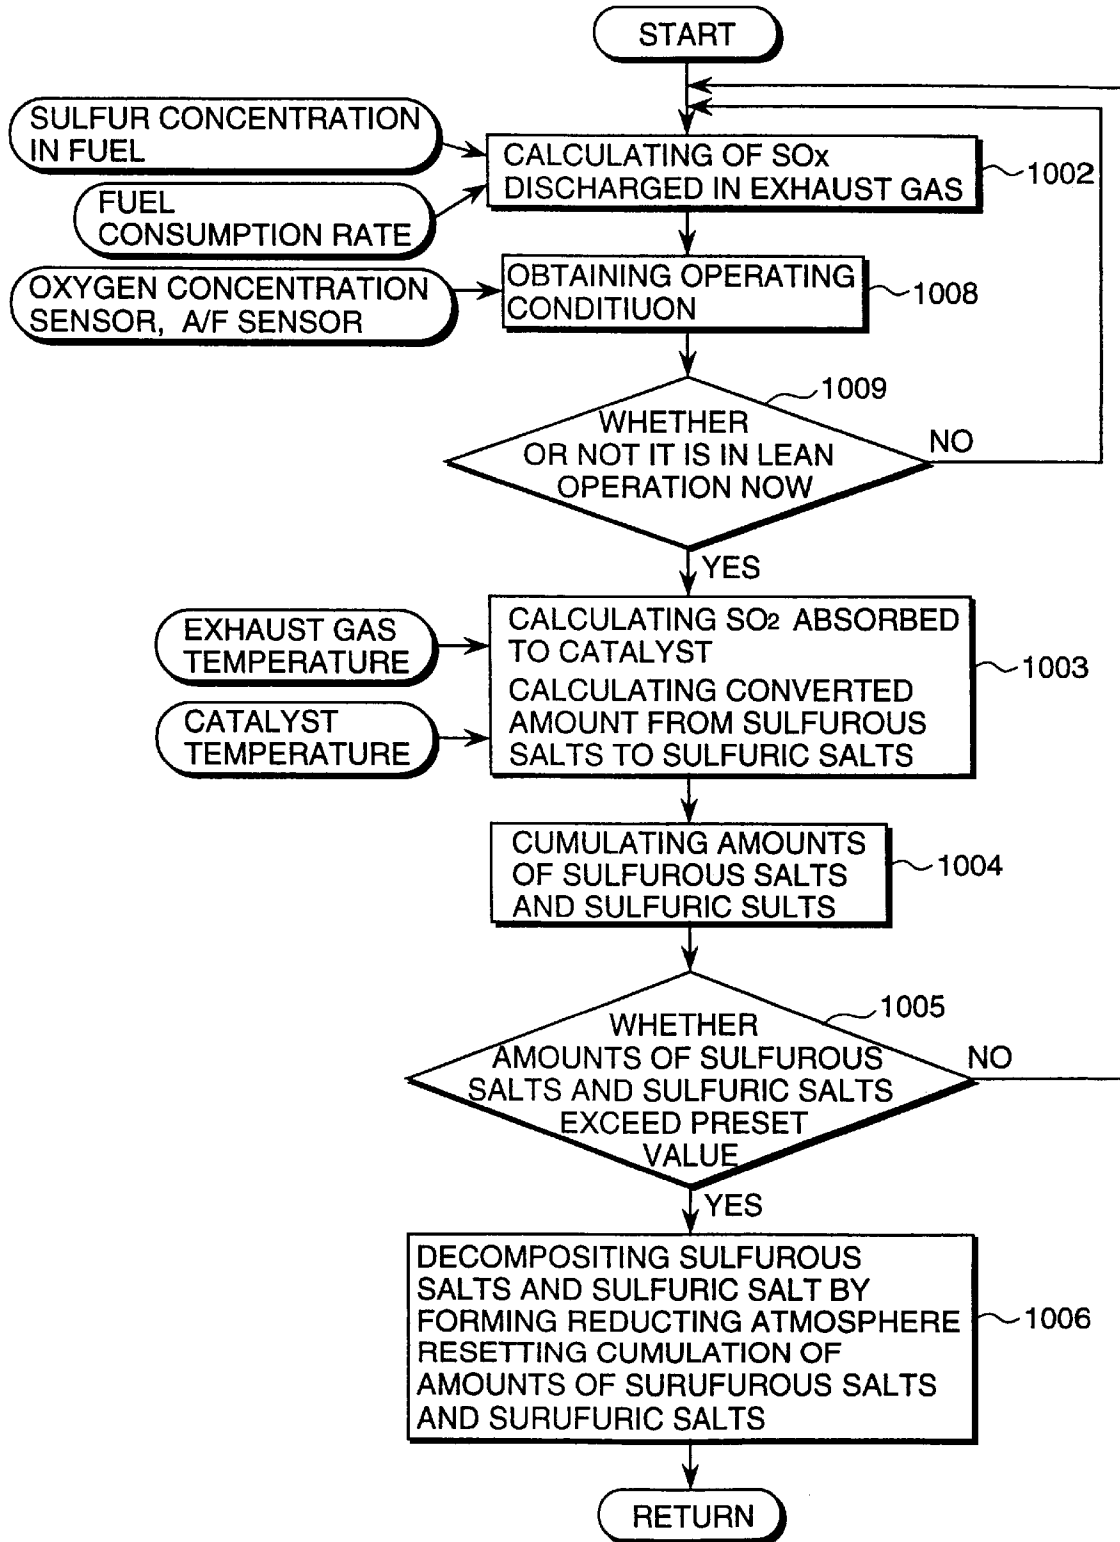 START
SULFUR CONCENTRATION
IN FUEL
FUEL
CONSUMPTION RATE
CALCULATING OF SOx
DISCHARGED IN EXHAUST GAS
1002
OXYGEN CONCENTRATION
SENSOR, A/F SENSOR
OBTAINING OPERATING
CONDITIUON
1008
1009
WHETHER
OR NOT IT IS IN LEAN
OPERATION NOW
NO
YES
EXHAUST GAS
TEMPERATURE
CATALYST
TEMPERATURE
CALCULATING SO2 ABSORBED
TO CATALYST
CALCULATING CONVERTED
AMOUNT FROM SULFUROUS
SALTS TO SULFURIC SALTS
1003
CUMULATING AMOUNTS
OF SULFUROUS SALTS
AND SULFURIC SULTS
1004
1005
WHETHER
AMOUNTS OF SULFUROUS
SALTS AND SULFURIC SALTS
EXCEED PRESET
VALUE
NO
YES
DECOMPOSITING SULFUROUS
SALTS AND SULFURIC SALT BY
FORMING REDUCTING ATMOSPHERE
RESETTING CUMULATION OF
AMOUNTS OF SURUFUROUS SALTS
AND SURUFURIC SALTS
1006
RETURN